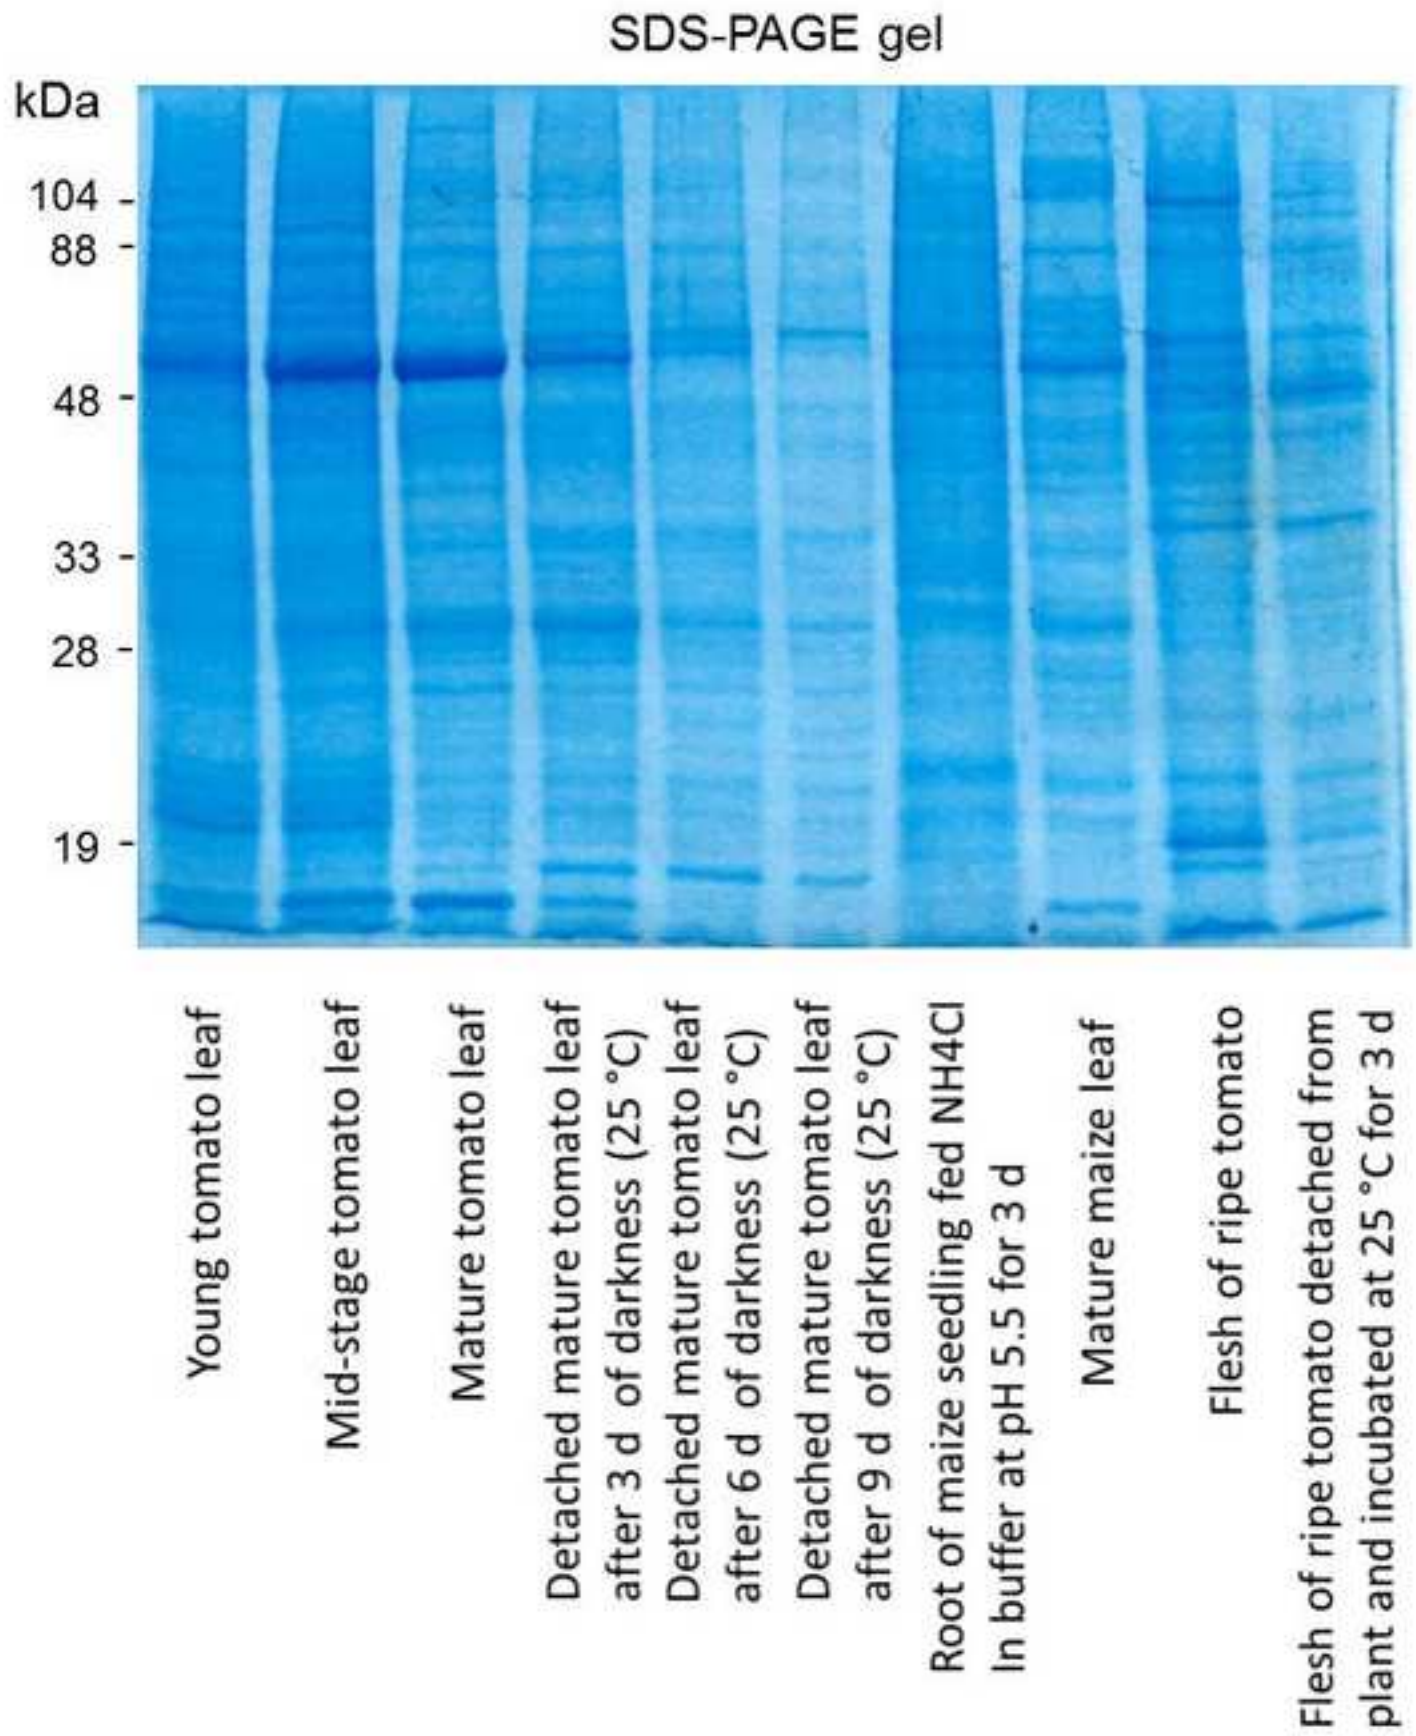 SDS-PAGE gel
kDa
104
88
48
33
28
19
Young tomato leaf
Mid-stage tomato leaf
Mature tomato leaf
Detached mature tomato leaf
after 3 d of darkness (25 °C)
Detached mature tomato leaf
after 6 d of darkness (25 °C)
Detached mature tomato leaf
after 9 d of darkness (25 °C)
Root of maize seedling fed NH4Cl
In buffer at pH 5.5 for 3 d
Mature maize leaf
Flesh of ripe tomato
Flesh of ripe tomato detached from
plant and incubated at 25 °C for 3 d